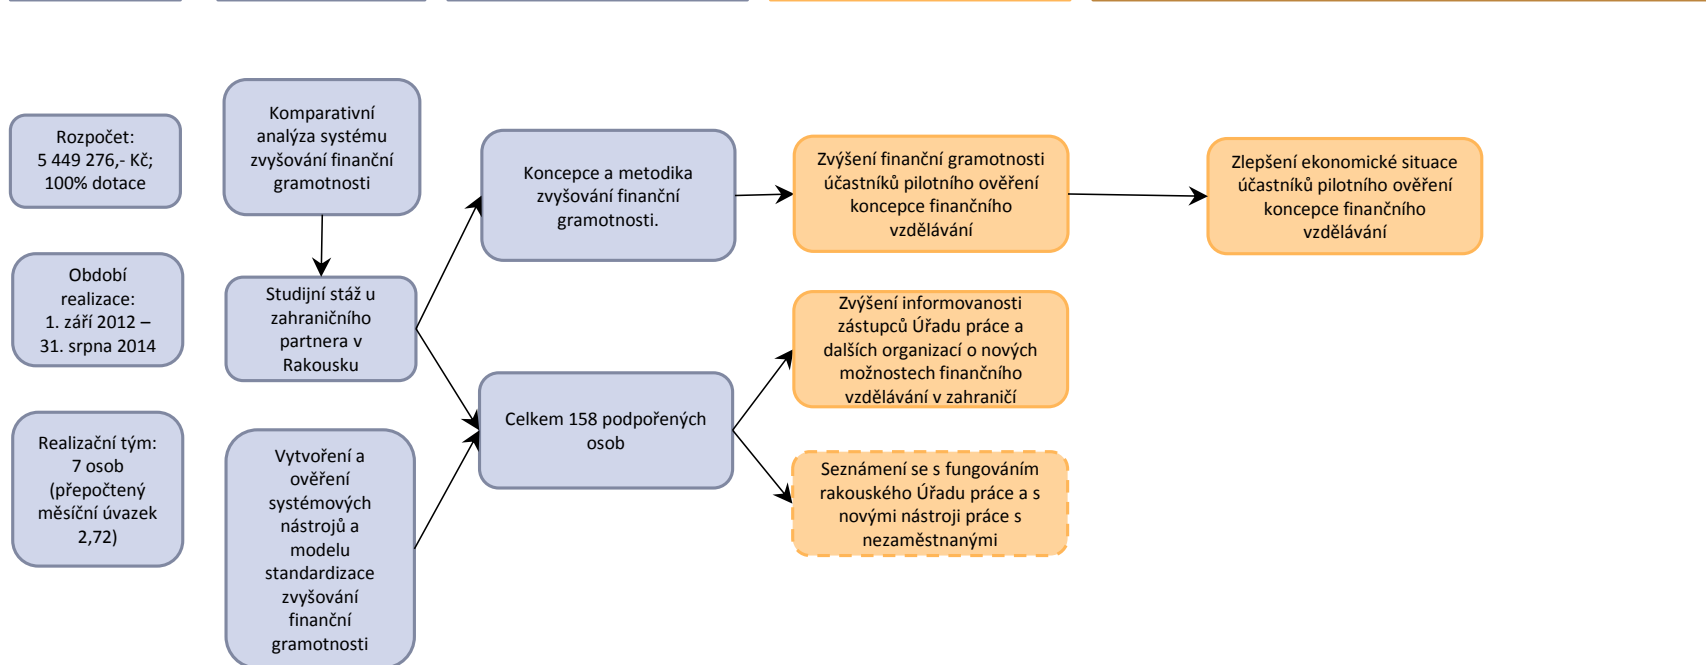 Rozpočet:
5 449 276,- Kč;
100% dotace
Období
realizace:
1. září 2012 –
31. srpna 2014
Realizační tým:
7 osob
(přepočtený
měsíční úvazek
2,72)
Komparativní
analýza systému
zvyšování finanční
gramotnosti
Studijní stáž u
zahraničního
partnera v
Rakousku
Vytvoření a
ověření
systémových
nástrojů a
modelu
standardizace
zvyšování
finanční
gramotnosti
Koncepce a metodika
zvyšování finanční
gramotnosti.
Celkem 158 podpořených
osob
Zvýšení finanční gramotnosti
účastníků pilotního ověření
koncepce finančního
vzdělávání
Zvýšení informovanosti
zástupců Úřadu práce a
dalších organizací o nových
možnostech finančního
vzdělávání v zahraničí
Seznámení se s fungováním
rakouského Úřadu práce a s
novými nástroji práce s
nezaměstnanými
Zlepšení ekonomické situace
účastníků pilotního ověření
koncepce finančního
vzdělávání